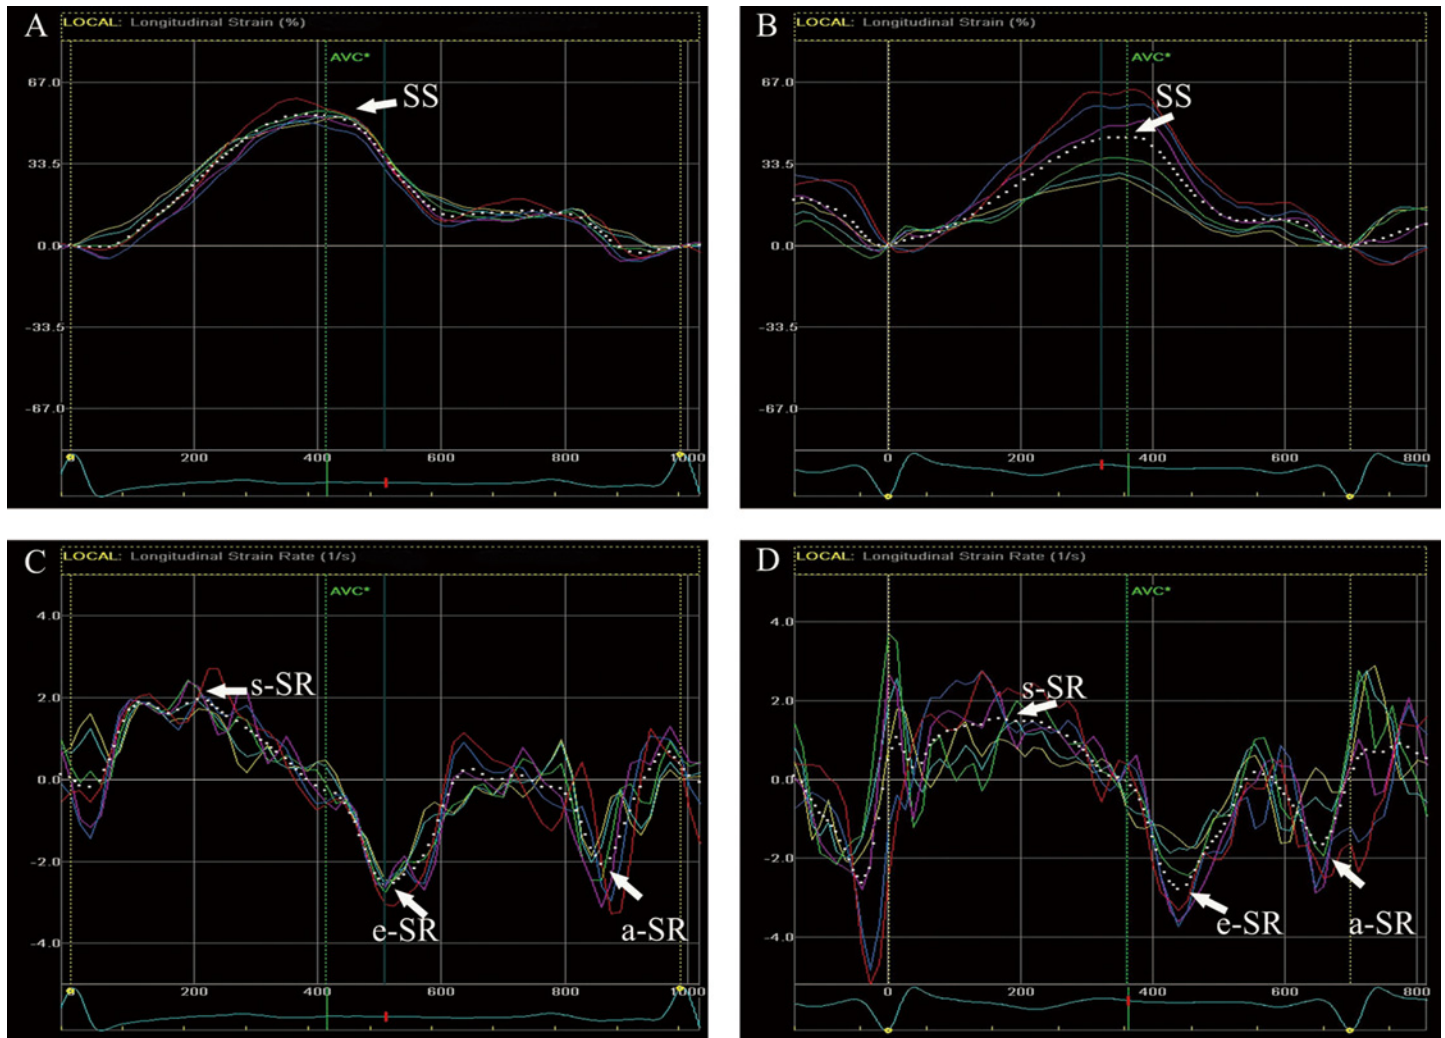 A
LOCAL: Longitudinal Strain (%)
AVC*
67.0
SS
33.5
0.0
-33.5
-67.0
200
400
600
800
1000
B
LOCAL: Longitudinal Strain (%)
AVC*
67.0
SS
33.5
0.0
-33.5
-67.0
0
200
400
600
800
C
LOCAL: Longitudinal Strain Rate (1/s)
AVC*
4.0
s-SR
2.0
0.0
-2.0
e-SR
a-SR
-4.0
200
400
600
800
1000
D
LOCAL: Longitudinal Strain Rate (1/s)
AVC*
4.0
s-SR
2.0
0.0
-2.0
e-SR
a-SR
-4.0
0
200
400
600
800